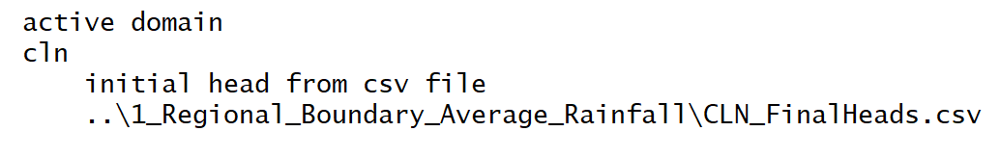 active domain
cln
    initial head from csv file
    ..\1_Regional_Boundary_Average_Rainfall\CLN_FinalHeads.csv